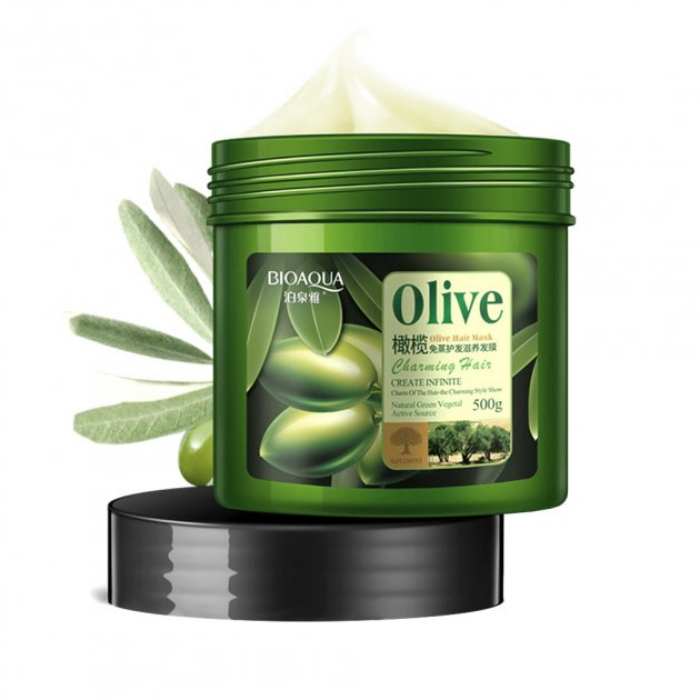 BIOAQUA
泊泉雅
Olive
橄榄
Olive Hair Mask
免蒸护发滋养发膜
Charming Hair
CREATE INFINITE
Charm Of The Hair-the Charming Style Show
Natural Green Vegetal
Active Source
500g